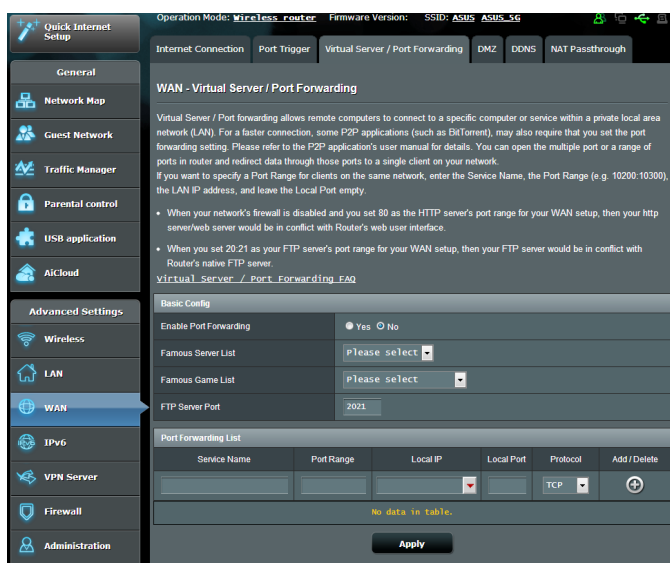 Operation Mode: Wireless router Firmware Version: SSID: ASUS ASUS_5G
Quick Internet
Setup
Internet Connection Port Trigger Virtual Server / Port Forwarding DMZ DDNS NAT Passthrough
General
Network Map
Guest Network
Traffic Manager
Parental control
USB application
AiCloud
Advanced Settings
Wireless
LAN
WAN
IPv6
VPN Server
Firewall
Administration
WAN - Virtual Server / Port Forwarding
Virtual Server / Port forwarding allows remote computers to connect to a specific computer or service within a private local area
network (LAN). For a faster connection, some P2P applications (such as BitTorrent), may also require that you set the port
forwarding setting. Please refer to the P2P application's user manual for details. You can open the multiple port or a range of
ports in router and redirect data through those ports to a single client on your network.
If you want to specify a Port Range for clients on the same network, enter the Service Name, the Port Range (e.g. 10200:10300),
the LAN IP address, and leave the Local Port empty.
• When your network's firewall is disabled and you set 80 as the HTTP server's port range for your WAN setup, then your http
server/web server would be in conflict with Router's web user interface.
• When you set 20:21 as your FTP server's port range for your WAN setup, then your FTP server would be in conflict with
Router's native FTP server.
Virtual Server / Port Forwarding FAQ
Basic Config
Enable Port Forwarding Yes No
Famous Server List Please select
Famous Game List Please select
FTP Server Port 2021
Port Forwarding List
Service Name Port Range Local IP Local Port Protocol Add / Delete
TCP
No data in table.
Apply